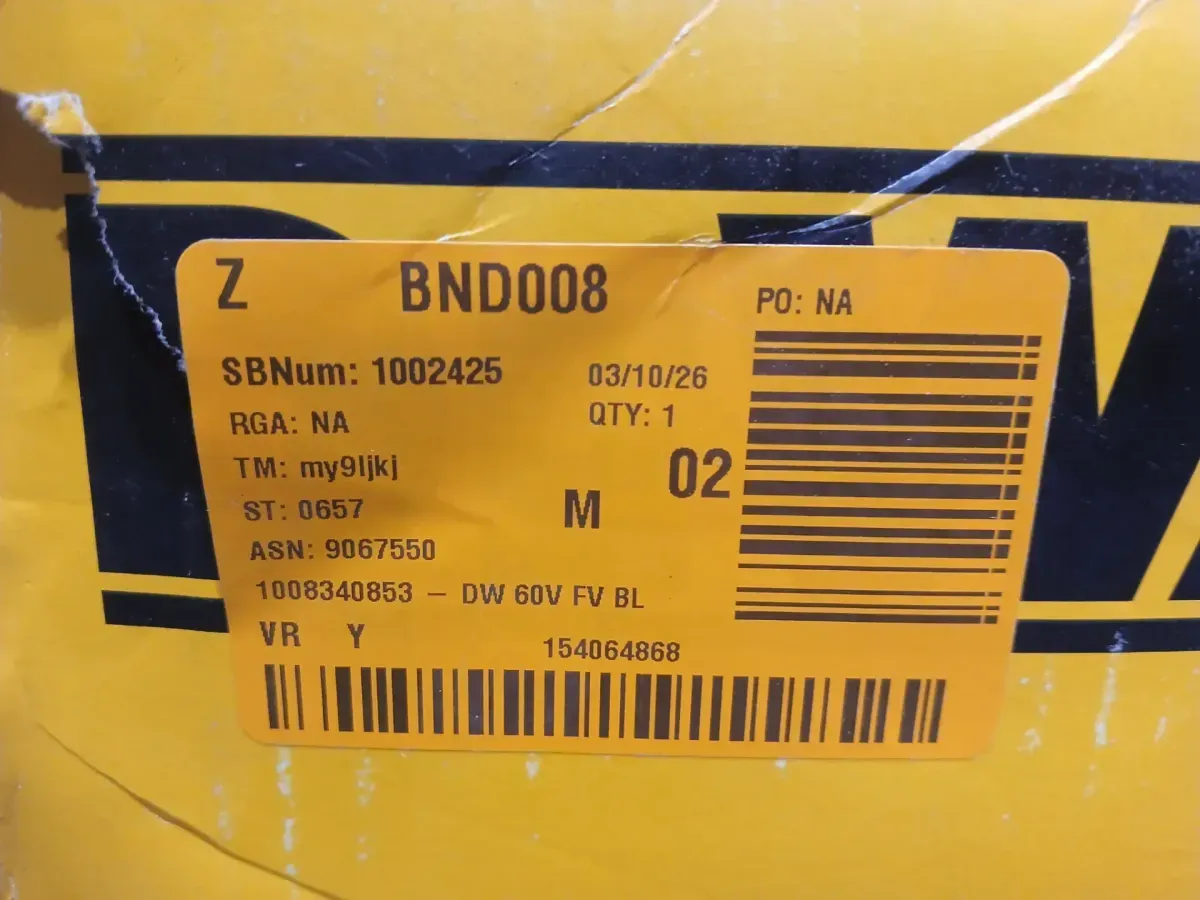 Z BND008 PO: NA
SBNum: 1002425 03/10/26
RGA: NA QTY: 1
TM: my9ljkj 02
ST: 0657 M
ASN: 9067550
1008340853 – DW 60V FV BL
VR Y 154064868